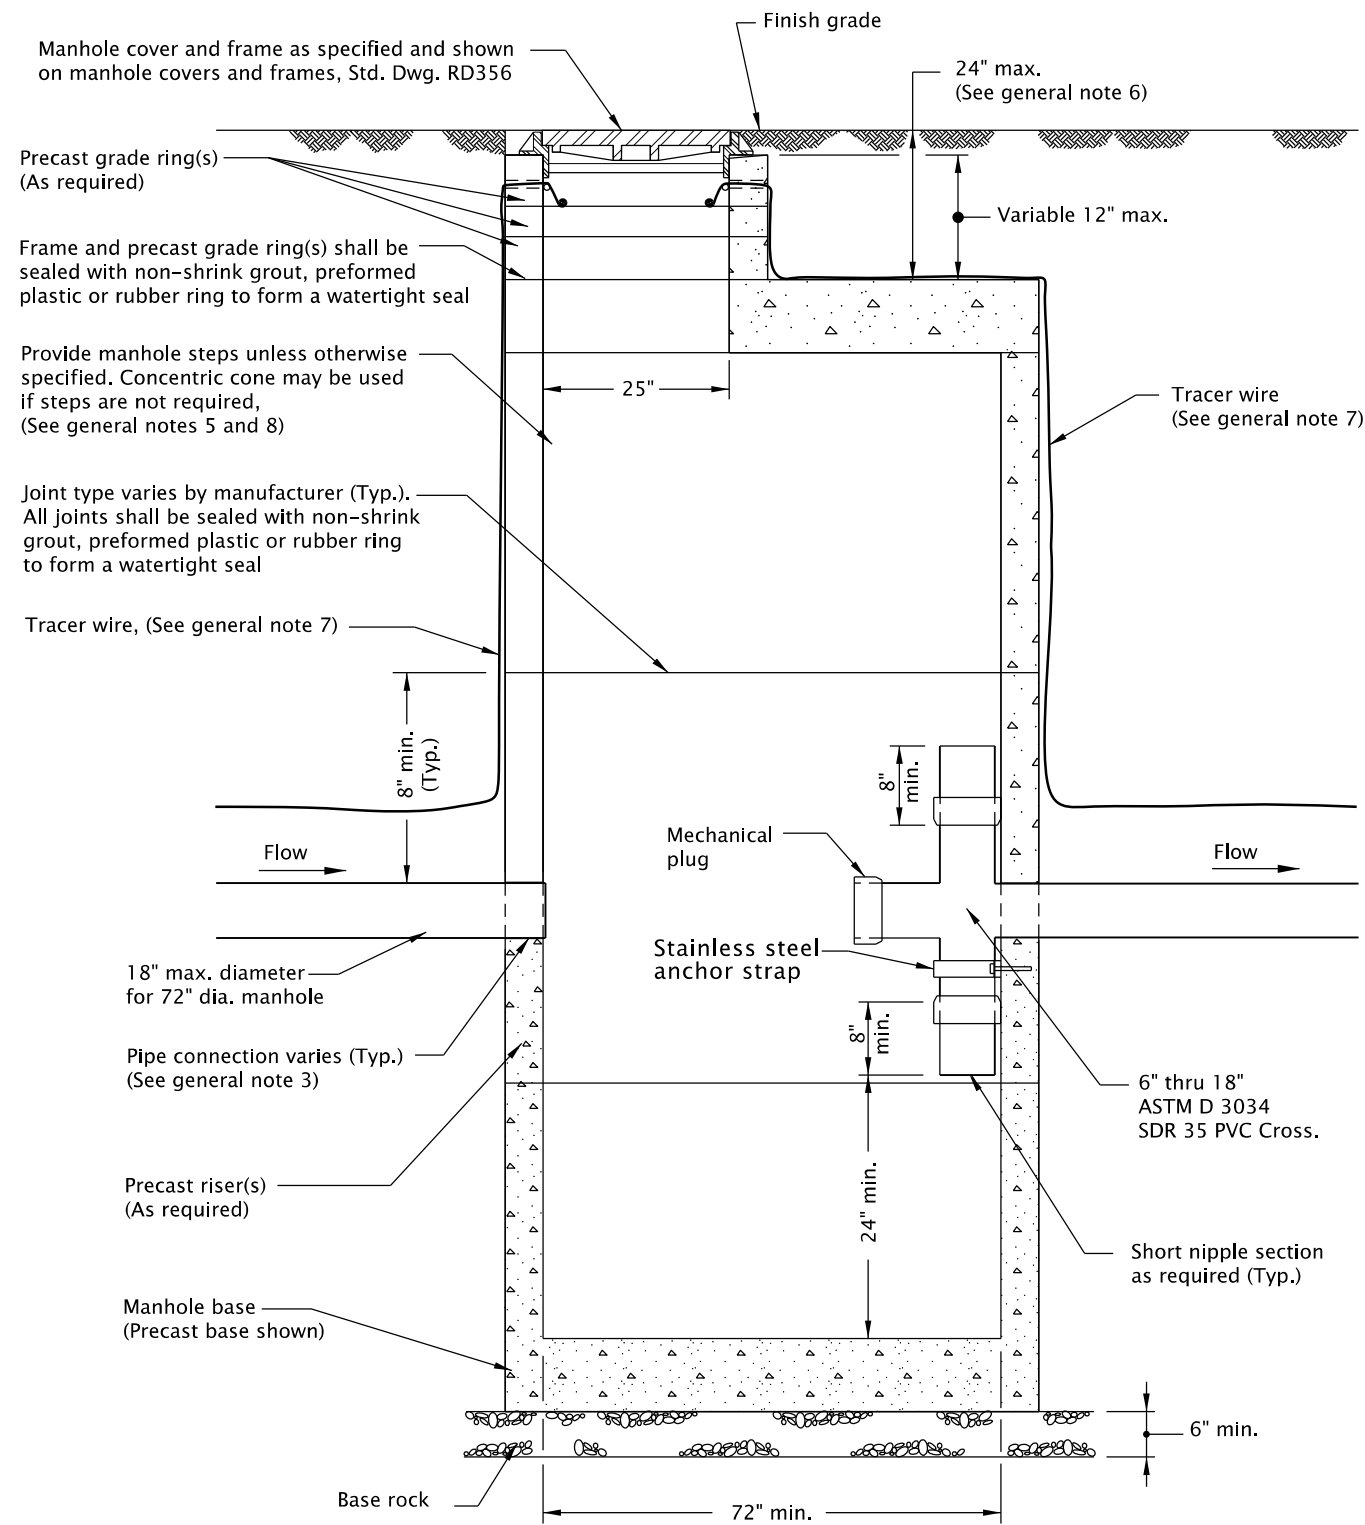 Finish grade
Manhole cover and frame as specified and shown
on manhole covers and frames, Std. Dwg. RD356
24" max.
(See general note 6)
Precast grade ring(s)
(As required)
Variable 12" max.
Frame and precast grade ring(s) shall be
sealed with non-shrink grout, preformed
plastic or rubber ring to form a watertight seal
Provide manhole steps unless otherwise
specified. Concentric cone may be used
if steps are not required,
(See general notes 5 and 8)
25"
Tracer wire
(See general note 7)
Joint type varies by manufacturer (Typ.).
All joints shall be sealed with non-shrink
grout, preformed plastic or rubber ring
to form a watertight seal
Tracer wire, (See general note 7)
8" min.
(Typ.)
8"
min.
Mechanical
plug
Flow
Flow
Stainless steel
anchor strap
18" max. diameter
for 72" dia. manhole
8"
min.
Pipe connection varies (Typ.)
(See general note 3)
6" thru 18"
ASTM D 3034
SDR 35 PVC Cross.
24" min.
Precast riser(s)
(As required)
Short nipple section
as required (Typ.)
Manhole base
(Precast base shown)
6" min.
Base rock
72" min.